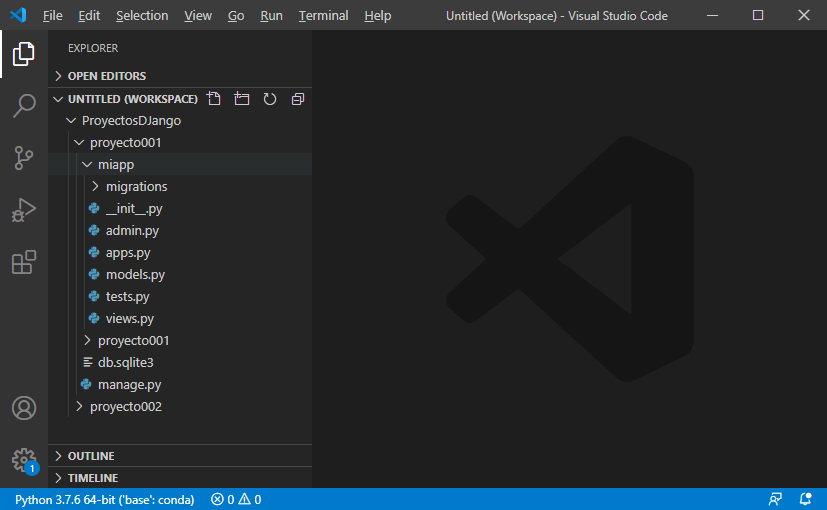 File Edit Selection View Go Run Terminal Help Untitled (Workspace) - Visual Studio Code
EXPLORER
OPEN EDITORS
UNTITLED (WORKSPACE)
ProyectosDJango
proyecto001
miapp
migrations
__init__.py
admin.py
apps.py
models.py
tests.py
views.py
proyecto001
db.sqlite3
manage.py
proyecto002
OUTLINE
1
TIMELINE
Python 3.7.6 64-bit ('base': conda) 0 0